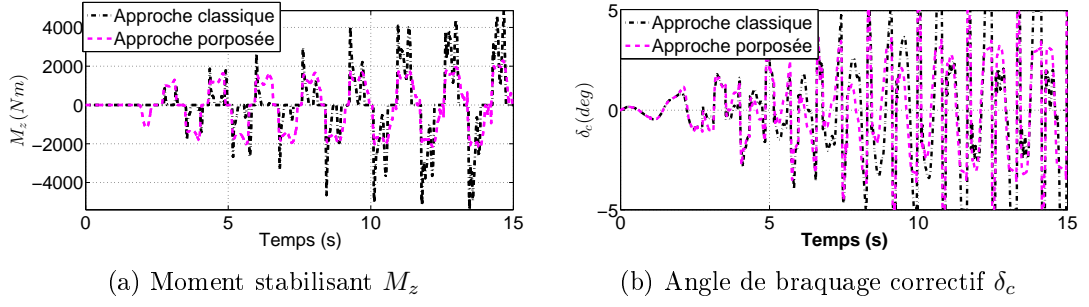 Approche classique
Approche porposée
4000
2000
0
−2000
−4000
M_z(Nm)
0
5
10
15
Temps (s)
(a) Moment stabilisant M_z
Approche classique
Approche porposée
5
0
−5
δ_c(deg)
0
5
10
15
Temps (s)
(b) Angle de braquage correctif δ_c